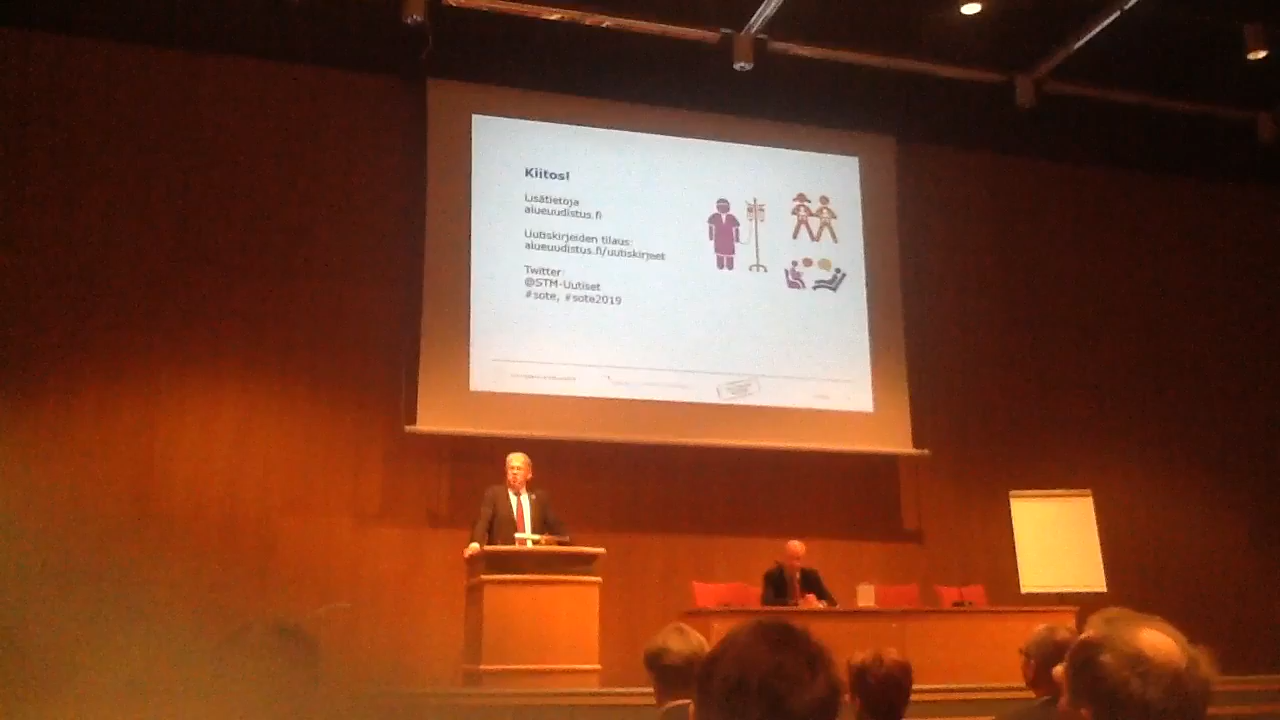 Kiitos!
Lisätietoja
alueuudistus.fi
Uutiskirjeiden tilaus:
alueuudistus.fi/uutiskirjeet
Twitter:
@STM-Uutiset
#sote, #sote2019